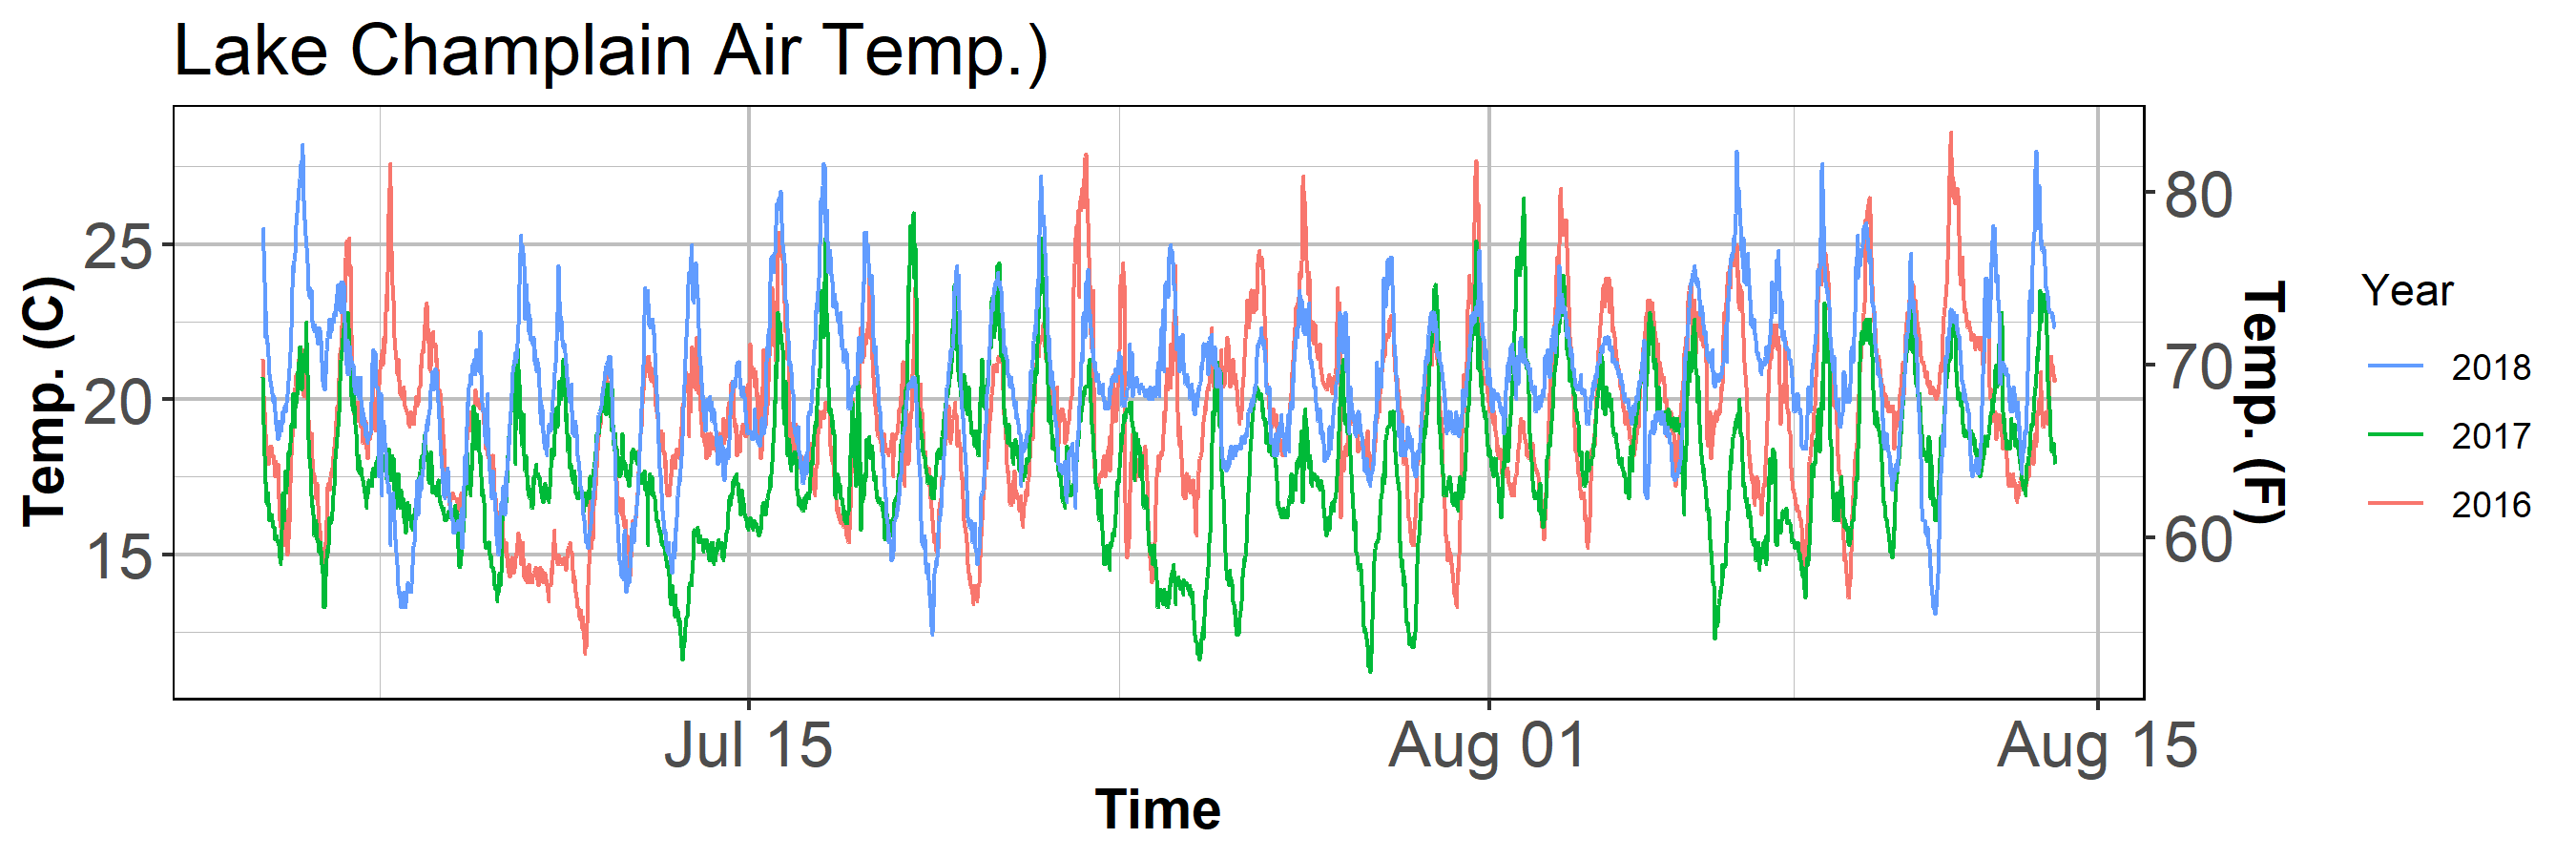 Lake Champlain Air Temp.)
Temp. (C)
25
20
15
80
70
60
Temp. (F)
Jul 15
Aug 01
Aug 15
Time
Year
2018
2017
2016